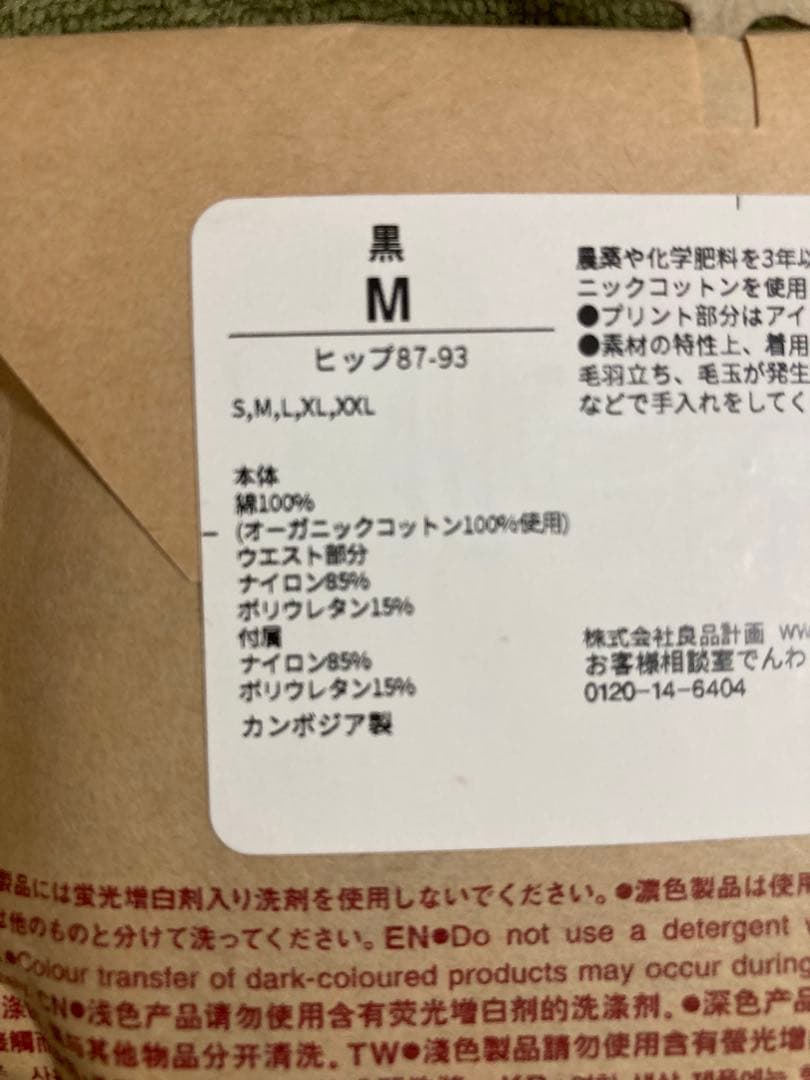 黒
M
ヒップ87-93
S,M,L,XL,XXL
本体
綿100%
(オーガニックコットン100%使用)
ウエスト部分
ナイロン85%
ポリウレタン15%
付属
ナイロン85%
ポリウレタン15%
カンボジア製
農薬や化学肥料を3年以
ニックコットンを使用
●プリント部分はアイ
●素材の特性上、着用
毛羽立ち、毛玉が発生
などで手入れをしてく
株式会社良品計画 WW
お客様相談室でんわ
0120-14-6404
製品には蛍光増白剤入り洗剤を使用しないでください。●濃色製品は使用
他のものと分けて洗ってください。EN●Do not use a detergent
●Colour transfer of dark-coloured products may occur during
CN●浅色产品请勿使用含有荧光增白剂的洗涤剂。●深色产品
与其他物品分开清洗。TW●淺色製品請勿使用含有螢光增